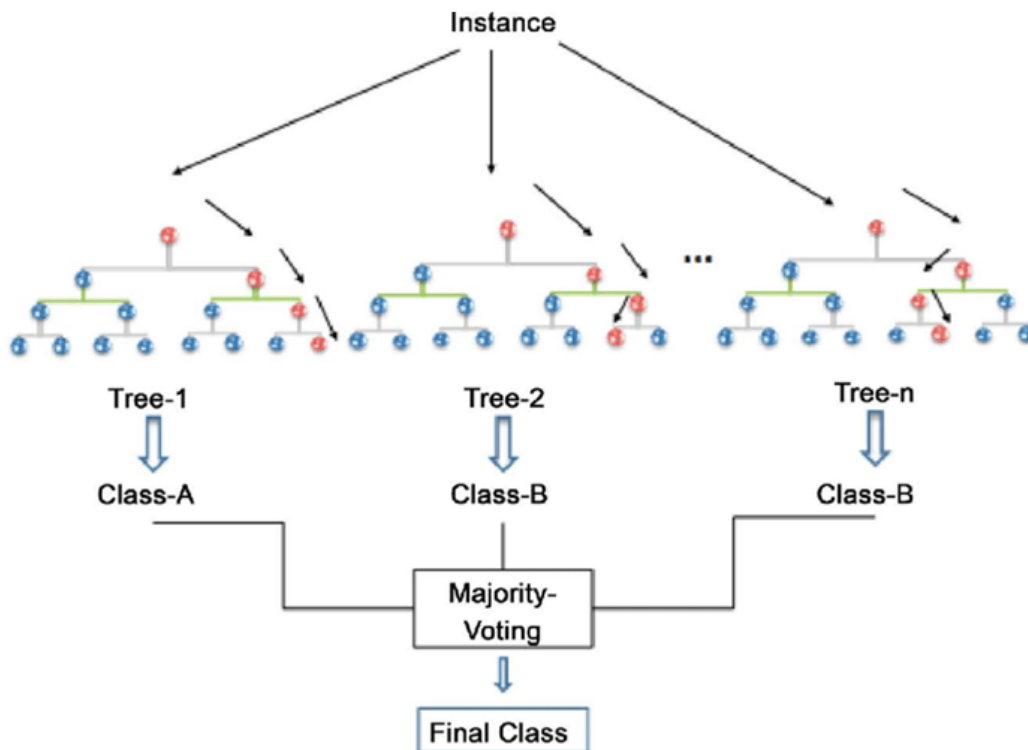 Instance
...
Tree-1 Tree-2 Tree-n
Class-A Class-B Class-B
Majority-
Voting
Final Class